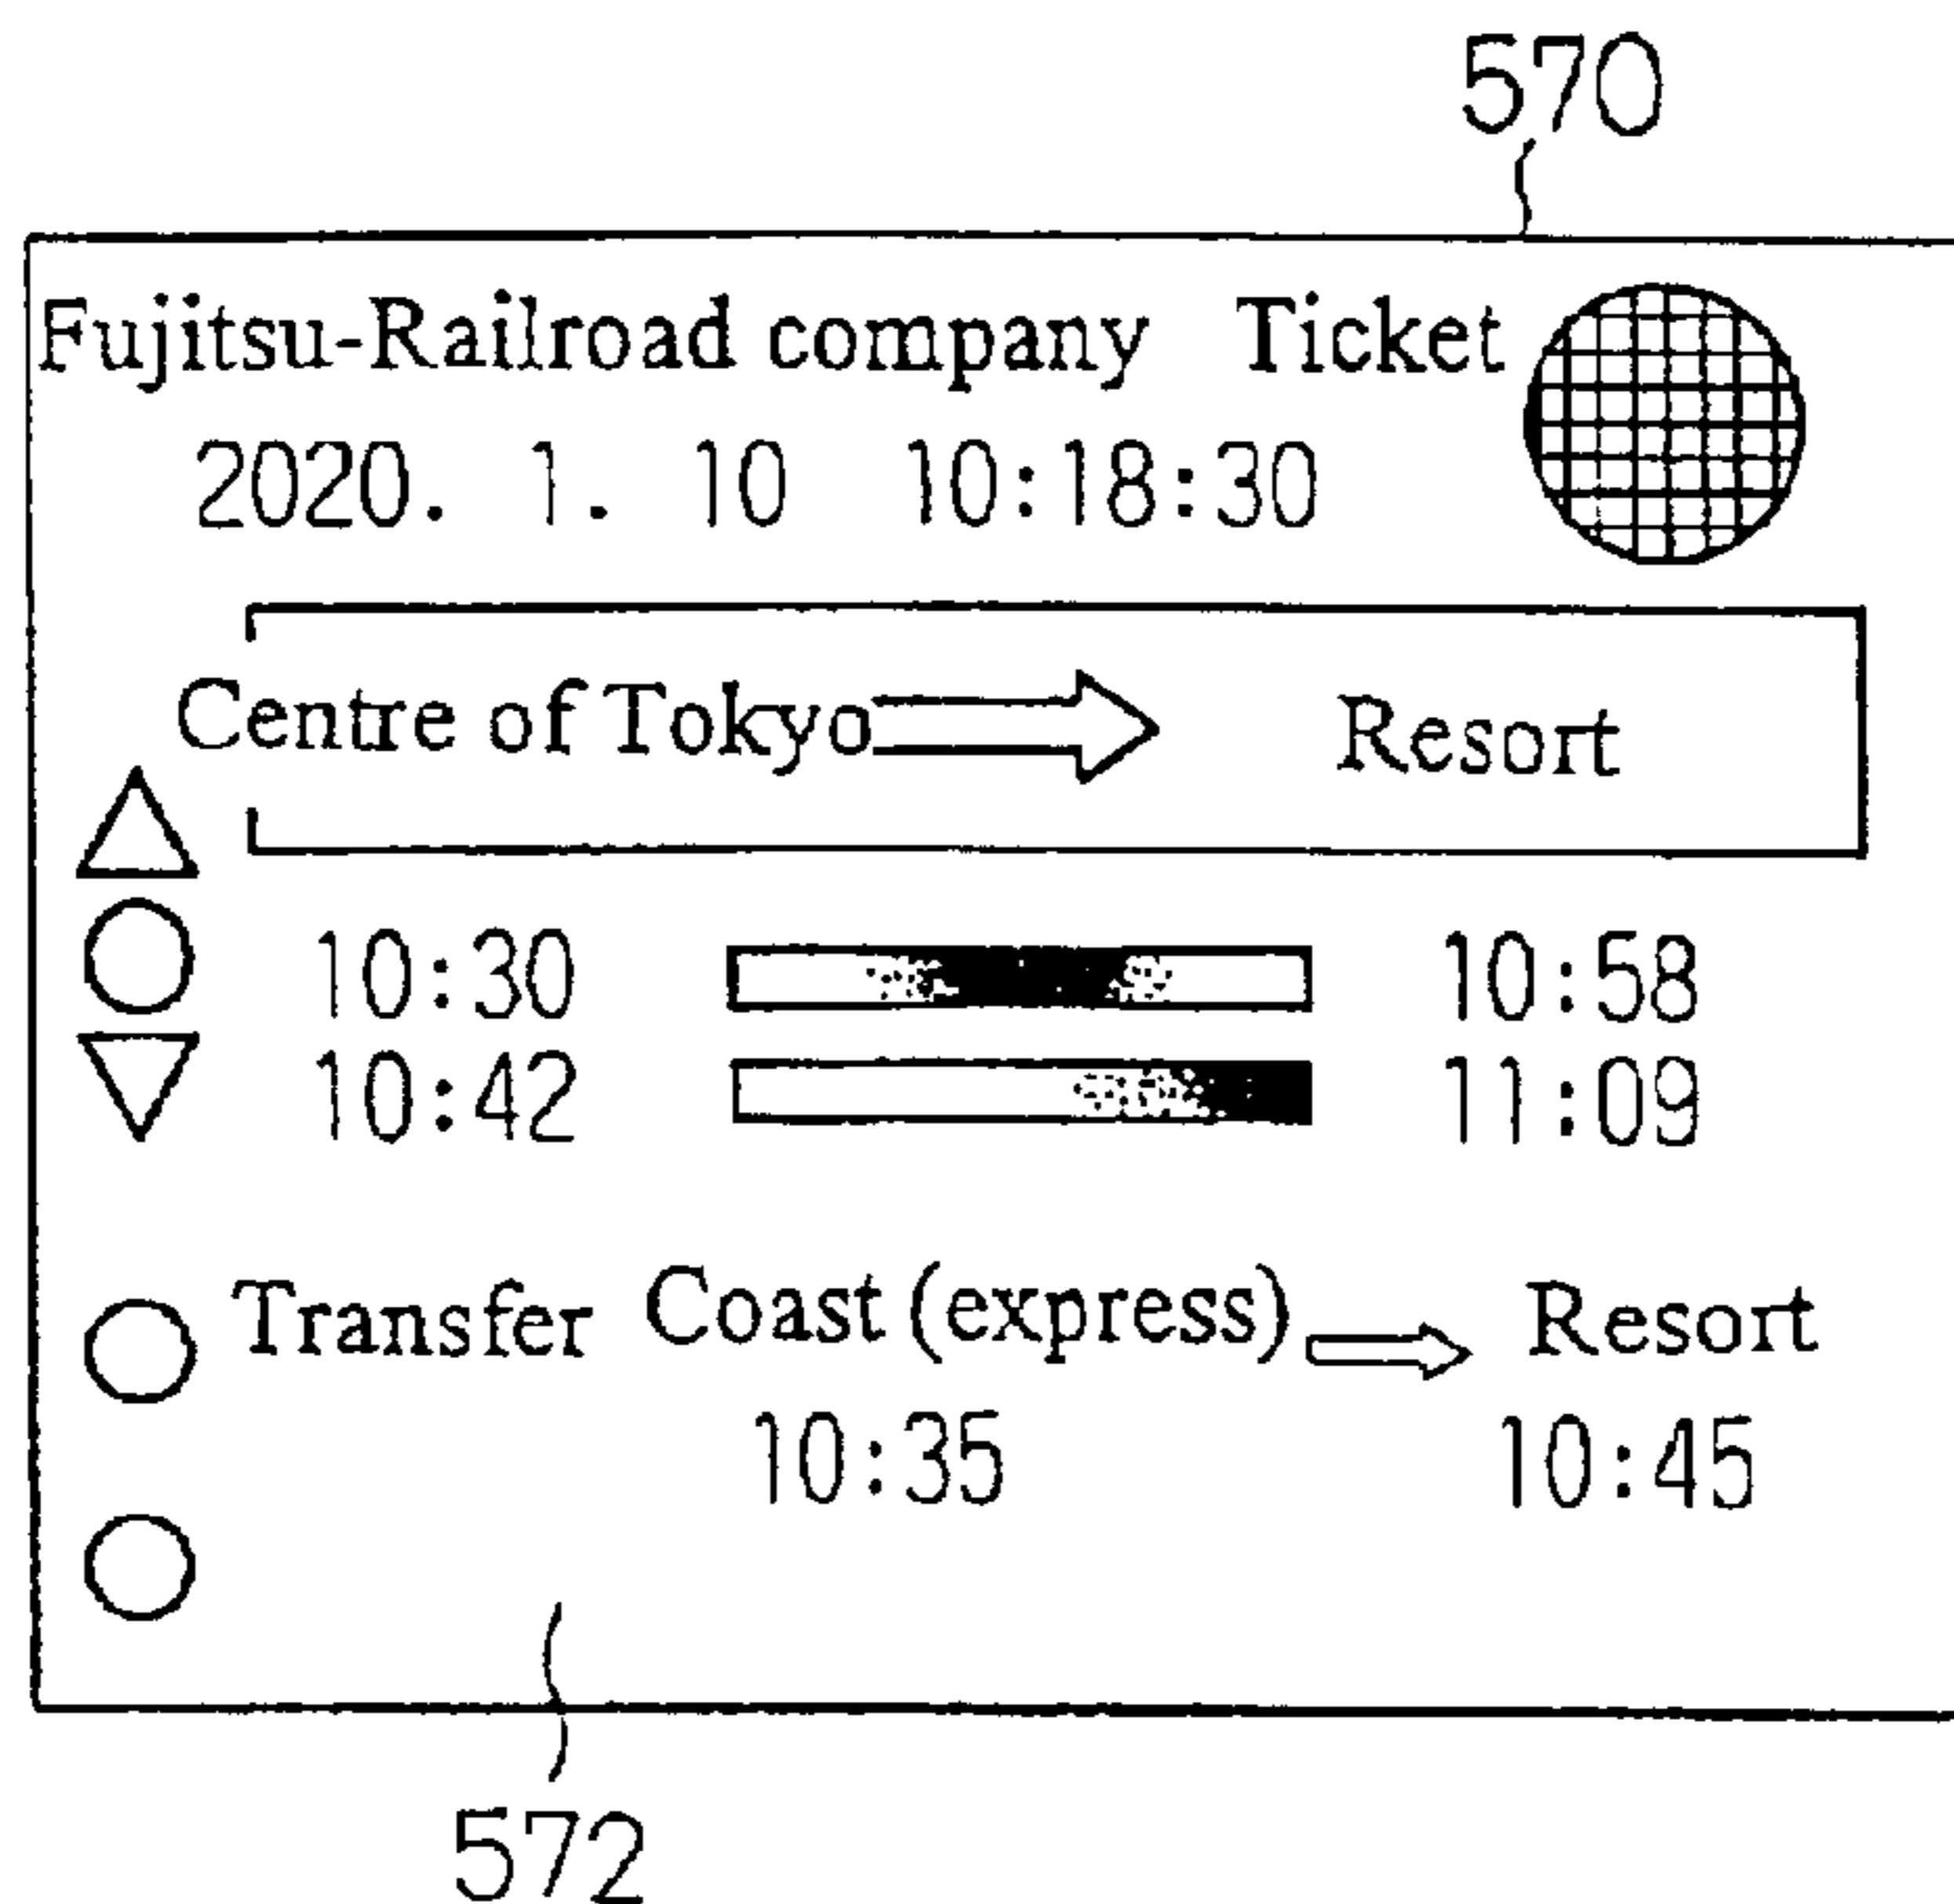 570
Fujitsu-Railroad company Ticket
2020. 1. 10 10:18:30
Centre of Tokyo Resort
10:30 10:58
10:42 11:09
Transfer Coast (express) Resort
10:35 10:45
572